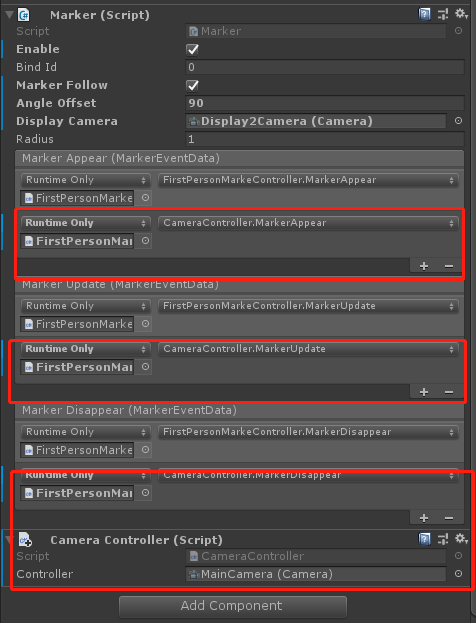 Marker (Script)
Script Marker
Enable
Bind Id 0
Marker Follow
Angle Offset 90
Display Camera Display2Camera (Camera)
Radius 1
Marker Appear (MarkerEventData)
Runtime Only FirstPersonMarkeController.MarkerAppear
FirstPersonMarke
Runtime Only CameraController.MarkerAppear
FirstPersonMar
+ −
Marker Update (MarkerEventData)
Runtime Only FirstPersonMarkeController.MarkerUpdate
FirstPersonMarke
Runtime Only CameraController.MarkerUpdate
FirstPersonMar
+ −
Marker Disappear (MarkerEventData)
Runtime Only FirstPersonMarkeController.MarkerDisappear
FirstPersonMarke
Runtime Only CameraController.MarkerDisappear
FirstPersonMar
+ −
Camera Controller (Script)
Script CameraController
Controller MainCamera (Camera)
Add Component